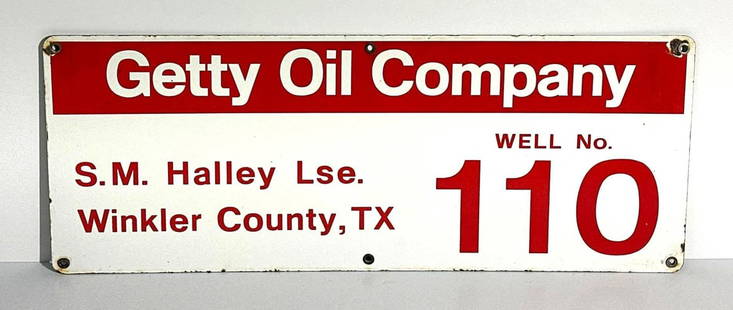 Getty Oil Company
S.M. Halley Lse.
Winkler County, TX
WELL No.
110